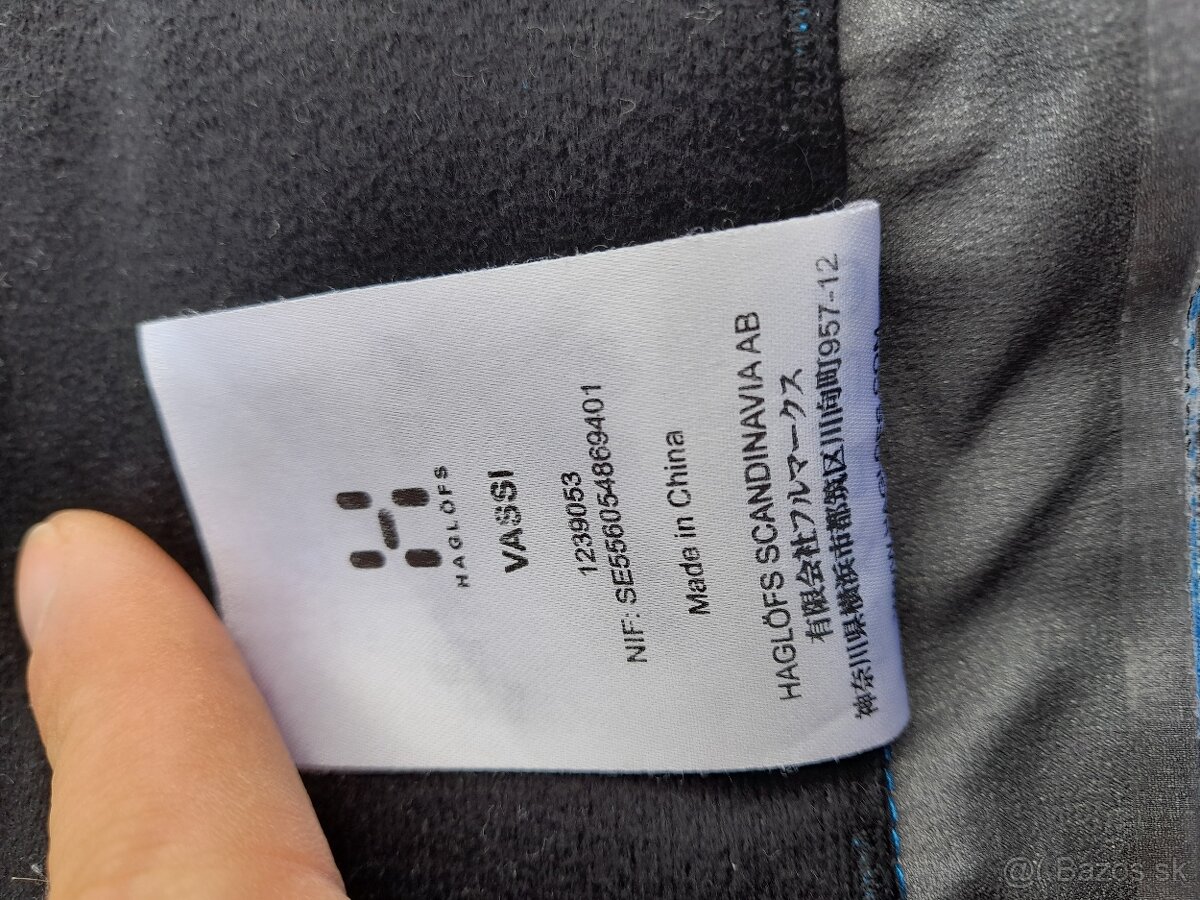 HAGLÖFS
VASSI
1239053
NIF: SE556054869401
Made in China
HAGLÖFS SCANDINAVIA AB
有限会社フルマークス
神奈川県横浜市都筑区川向町957-12
@( Bazos.sk